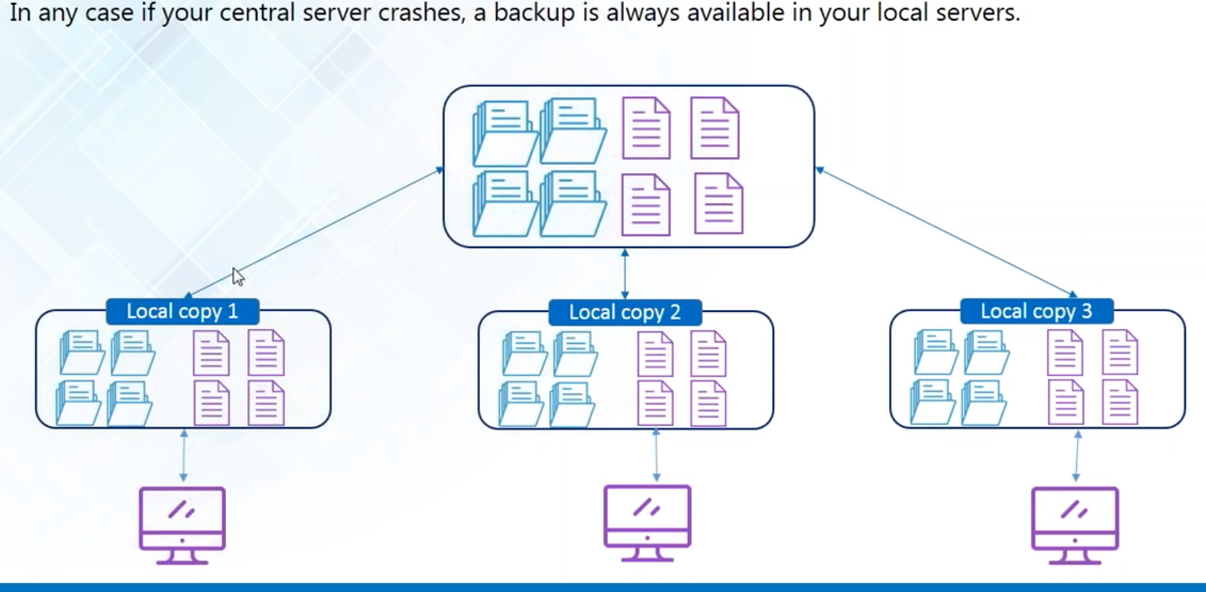 In any case if your central server crashes, a backup is always available in your local servers.
Local copy 1
Local copy 2
Local copy 3